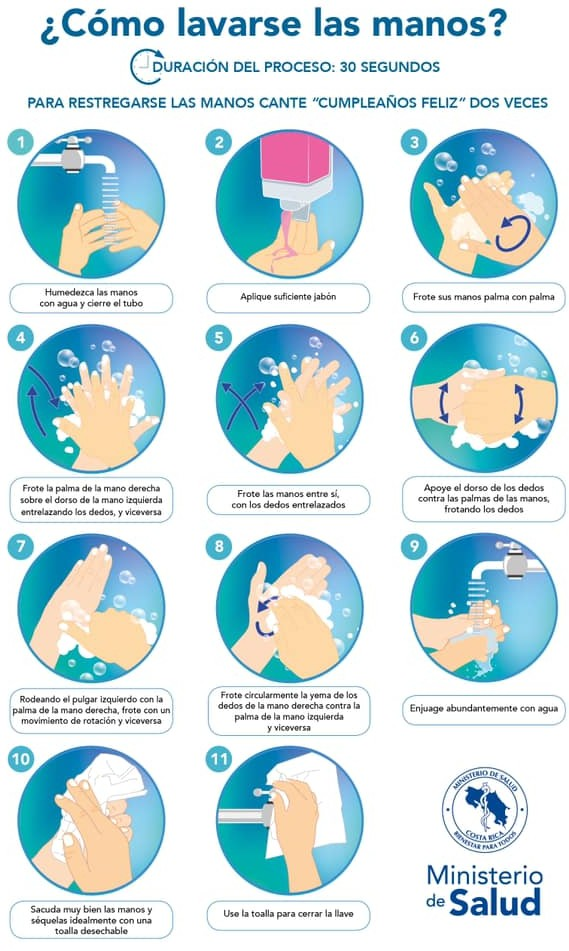 ¿Cómo lavarse las manos?
DURACIÓN DEL PROCESO: 30 SEGUNDOS
PARA RESTREGARSE LAS MANOS CANTE “CUMPLEAÑOS FELIZ” DOS VECES
1
Humedezca las manos
con agua y cierre el tubo
2
Aplique suficiente jabón
3
Frote sus manos palma con palma
4
Frote la palma de la mano derecha
sobre el dorso de la mano izquierda
entrelazando los dedos, y viceversa
5
Frote las manos entre sí,
con los dedos entrelazados
6
Apoye el dorso de los dedos
contra las palmas de las manos,
frotando los dedos
7
Rodeando el pulgar izquierdo con la
palma de la mano derecha, frote con un
movimiento de rotación y viceversa
8
Frote circularmente la yema de los
dedos de la mano derecha contra la
palma de la mano izquierda
y viceversa
9
Enjuage abundantemente con agua
10
Sacuda muy bien las manos y
séquelas idealmente con una
toalla desechable
11
Use la toalla para cerrar la llave
MINISTERIO DE SALUD
COSTA RICA
BIENESTAR PARA TODOS
Ministerio
de Salud